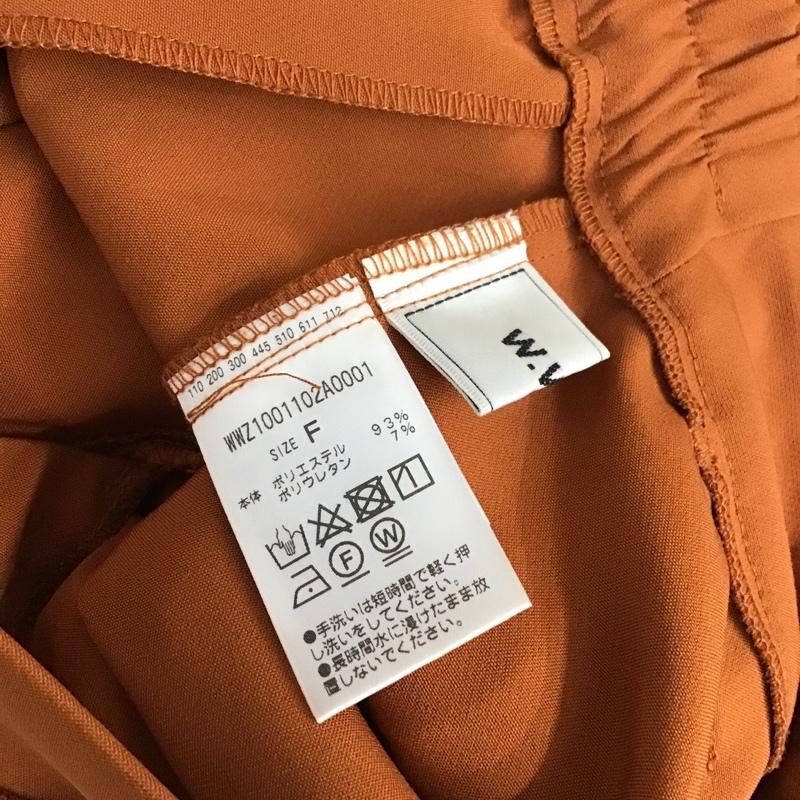 110 200 300 445 510 611 712
WWZ1001102A0001
SIZE F
本体 ポリエステル 93%
ポリウレタン 7%
1
F W
●手洗いは短時間で軽く押
し洗いをしてください。
●長時間水に浸けたまま放
置しないでください。
W.